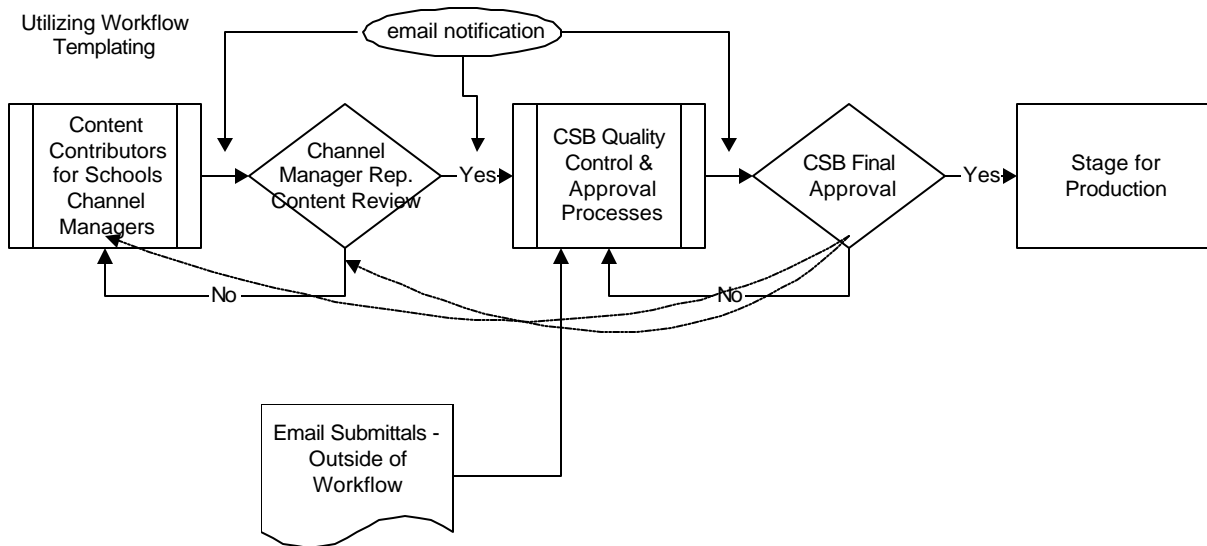 Utilizing Workflow
Templating
email notification
Content
Contributors
for Schools
Channel
Managers
Channel
Manager Rep.
Content Review
Yes
CSB Quality
Control &
Approval
Processes
CSB Final
Approval
Yes
Stage for
Production
No
No
Email Submittals -
Outside of
Workflow